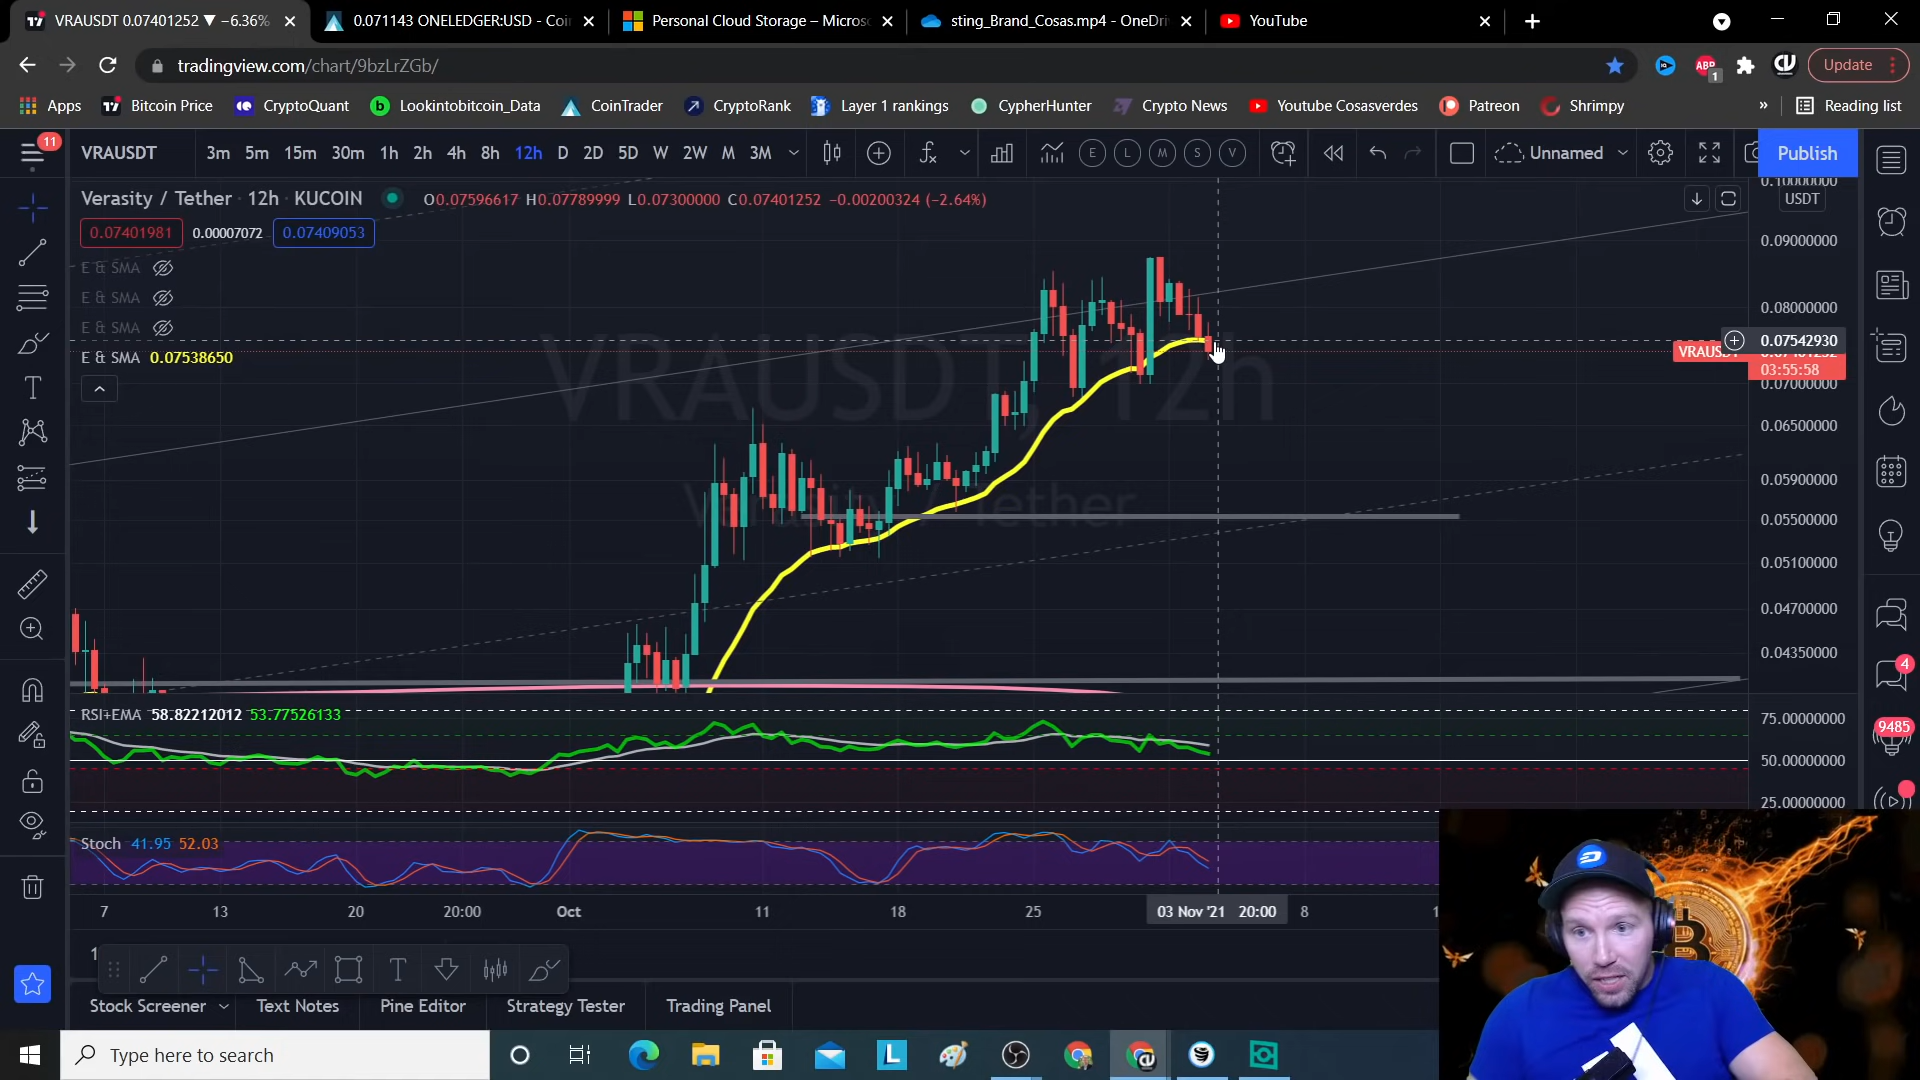 VRAUSDT 0.07401252 ▼ −6.36%
0.071143 ONELEDGER:USD - Coi
Personal Cloud Storage – Microso
sting_Brand_Cosas.mp4 - OneDri
YouTube
tradingview.com/chart/9bzLrZGb/
ABP
1
Update
Apps
Bitcoin Price
CryptoQuant
Lookintobitcoin_Data
CoinTrader
CryptoRank
Layer 1 rankings
CypherHunter
Crypto News
Youtube Cosasverdes
Patreon
Shrimpy
»
Reading list
11
VRAUSDT
3m 5m 15m 30m 1h 2h 4h 8h 12h D 2D 5D W 2W M 3M
E L M S V
Unnamed
Publish
Verasity / Tether · 12h · KUCOIN
O0.07596617 H0.07789999 L0.07300000 C0.07401252 −0.00200324 (−2.64%)
USDT
0.07401981 0.00007072 0.07409053
E & SMA
E & SMA
E & SMA
E & SMA 0.07538650
VRAUSDT, 12h
Verasity / Tether
0.10000000
0.09000000
0.08000000
0.07542930
VRAUSDT
03:55:58
0.07000000
0.06500000
0.05900000
0.05500000
0.05100000
0.04700000
0.04350000
RSI+EMA 58.82212012 53.77526133
75.00000000
50.00000000
25.00000000
Stoch 41.95 52.03
4
9485
7 13 20 20:00 Oct 11 18 25 03 Nov '21 20:00 8
Stock Screener
Text Notes
Pine Editor
Strategy Tester
Trading Panel
Type here to search